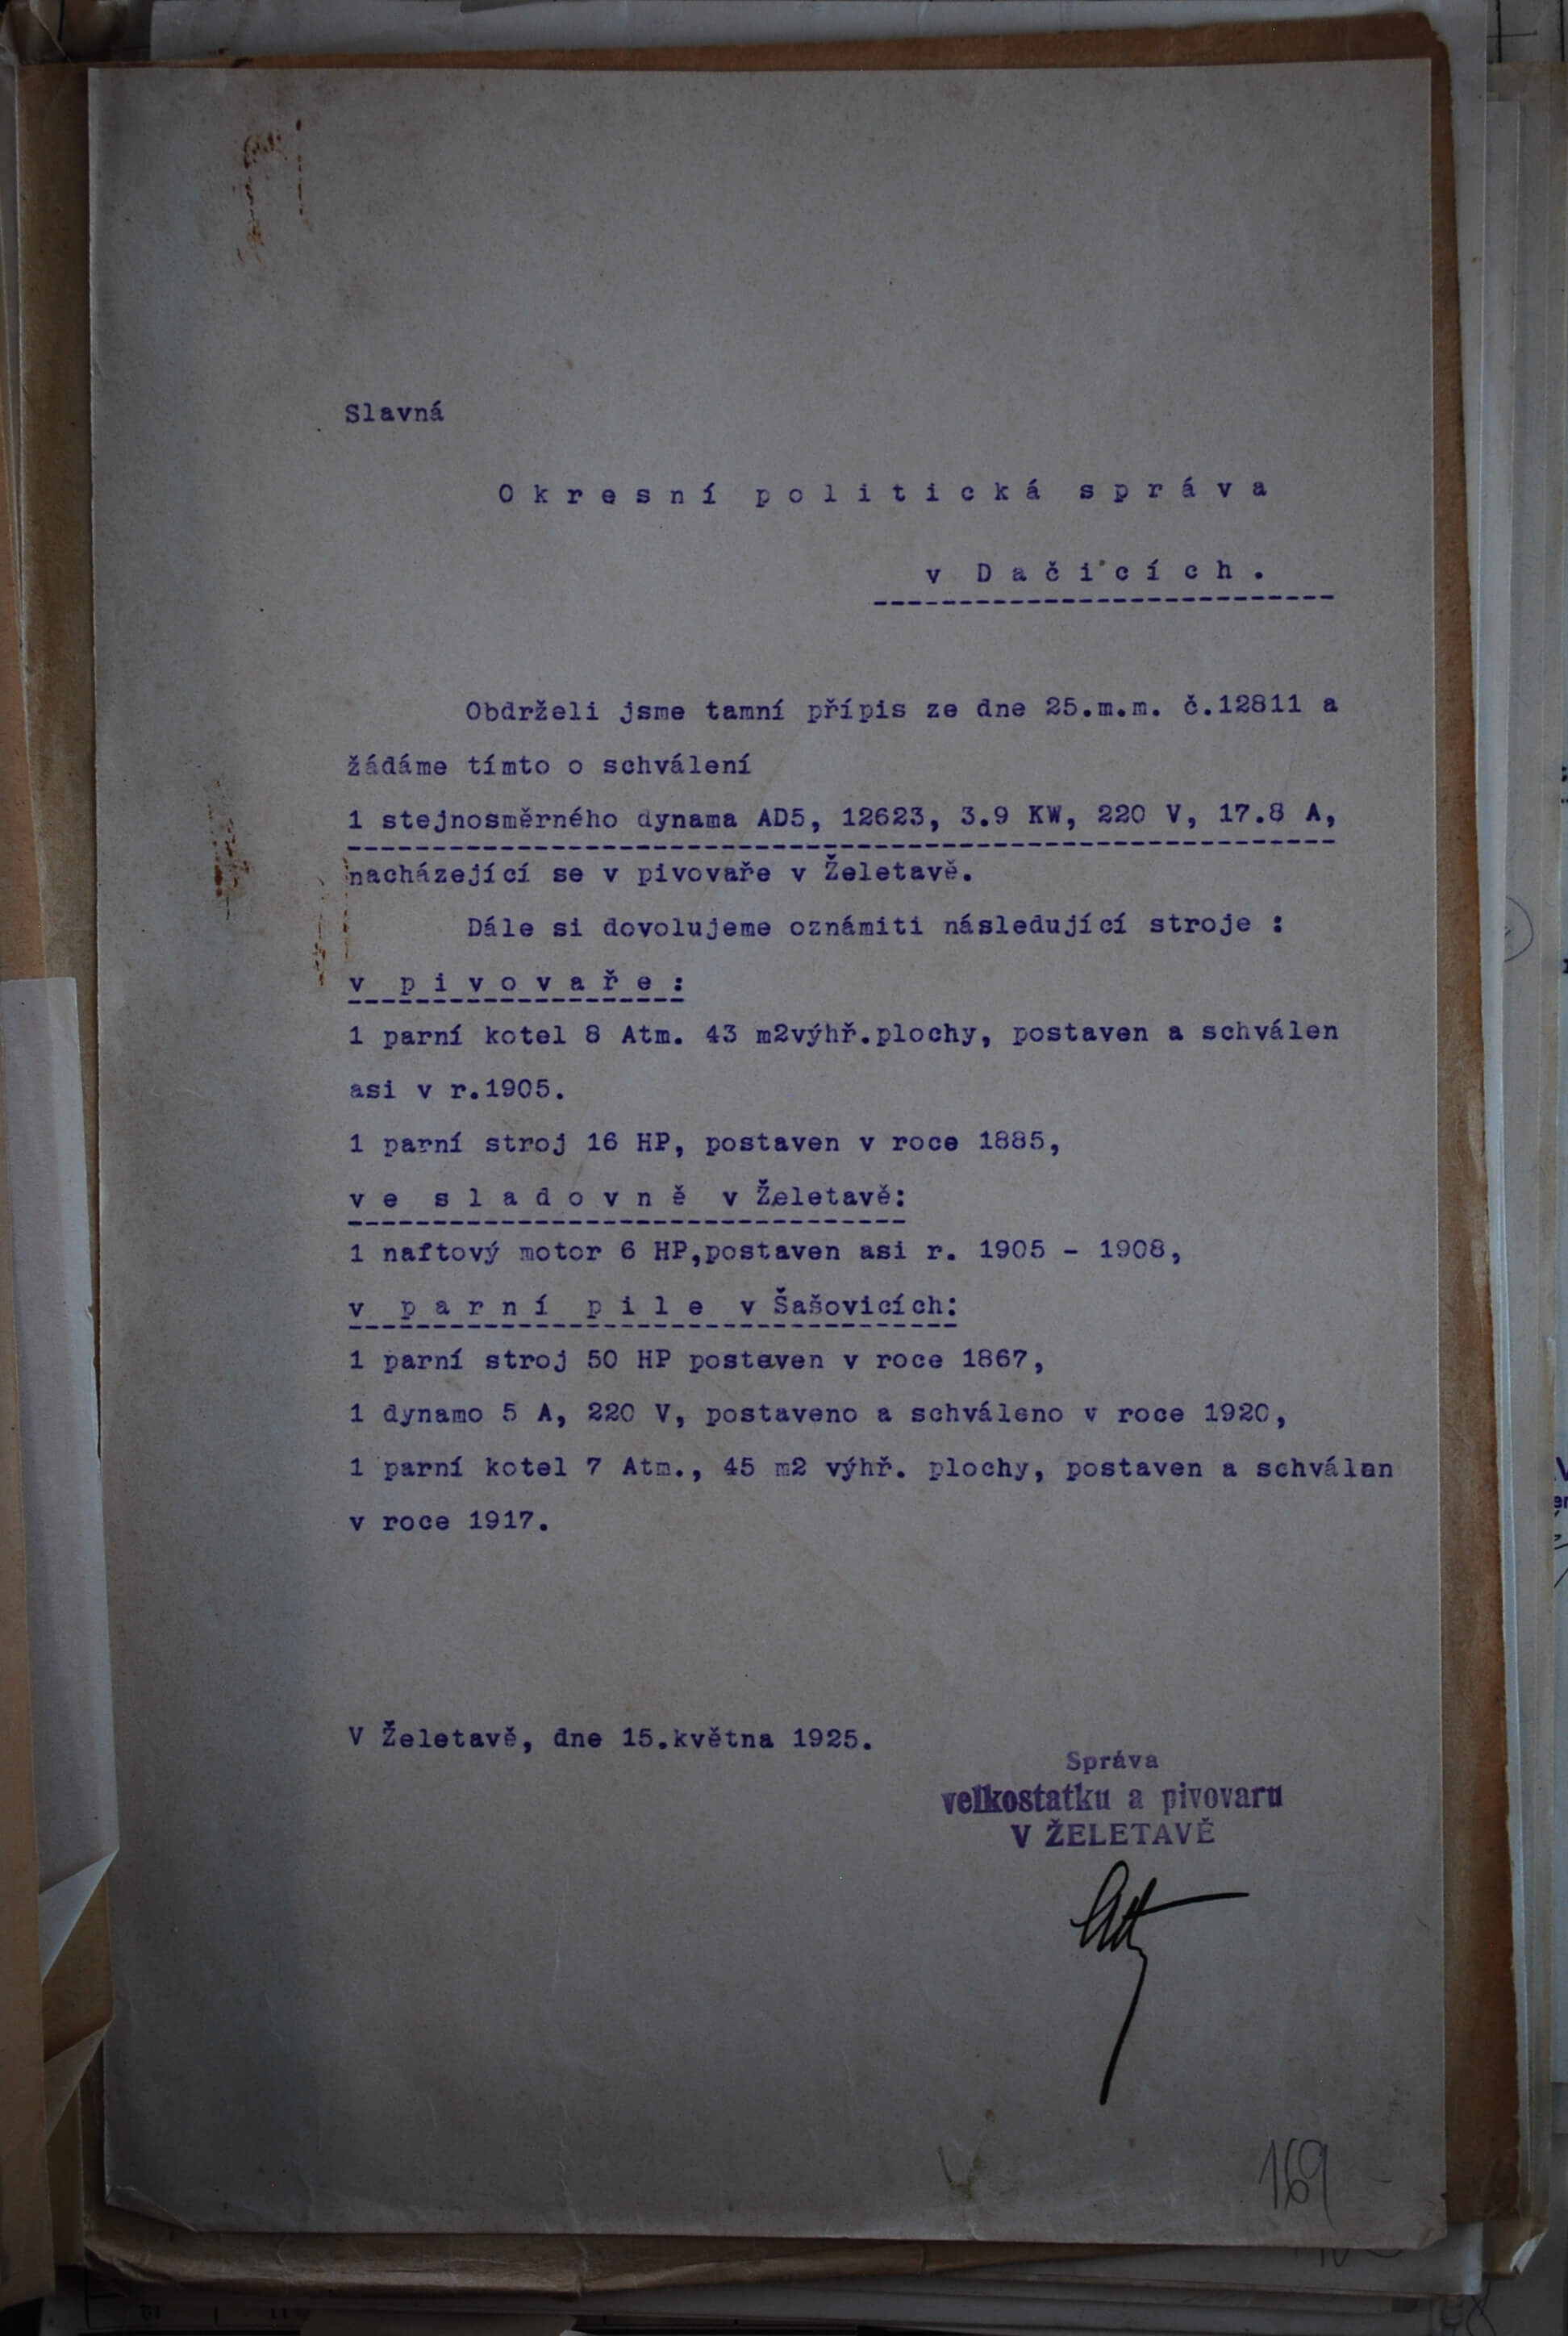 Slavná
Okresní politická správa
v Dačicích.
Obdrželi jsme tamní přípis ze dne 25.m.m. č.12811 a
žádáme tímto o schválení
1 stejnosměrného dynama AD5, 12623, 3.9 KW, 220 V, 17.8 A,
nacházející se v pivovaře v Želetavě.
Dále si dovolujeme oznámiti následující stroje :
v pivovaře:
1 parní kotel 8 Atm. 43 m2výhř.plochy, postaven a schválen
asi v r.1905.
1 parní stroj 16 HP, postaven v roce 1885,
ve sladovně v Želetavě:
1 naftový motor 6 HP,postaven asi r. 1905 - 1908,
v parní pile v Šašovicích:
1 parní stroj 50 HP postaven v roce 1867,
1 dynamo 5 A, 220 V, postaveno a schváleno v roce 1920,
1 parní kotel 7 Atm., 45 m2 výhř. plochy, postaven a schválen
v roce 1917.
V Želetavě, dne 15.května 1925.
Správa
velkostatku a pivovaru
V ŽELETAVĚ
169